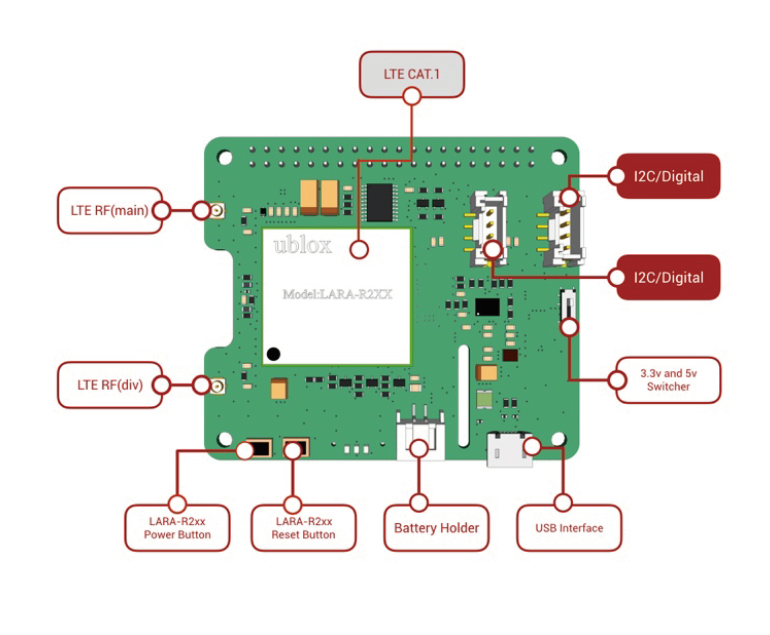 LTE CAT.1
I2C/Digital
LTE RF(main)
ublox
I2C/Digital
Model:LARA-R2XX
3.3v and 5v
Switcher
LTE RF(div)
LARA-R2xx
Power Button
LARA-R2xx
Reset Button
Battery Holder
USB Interface